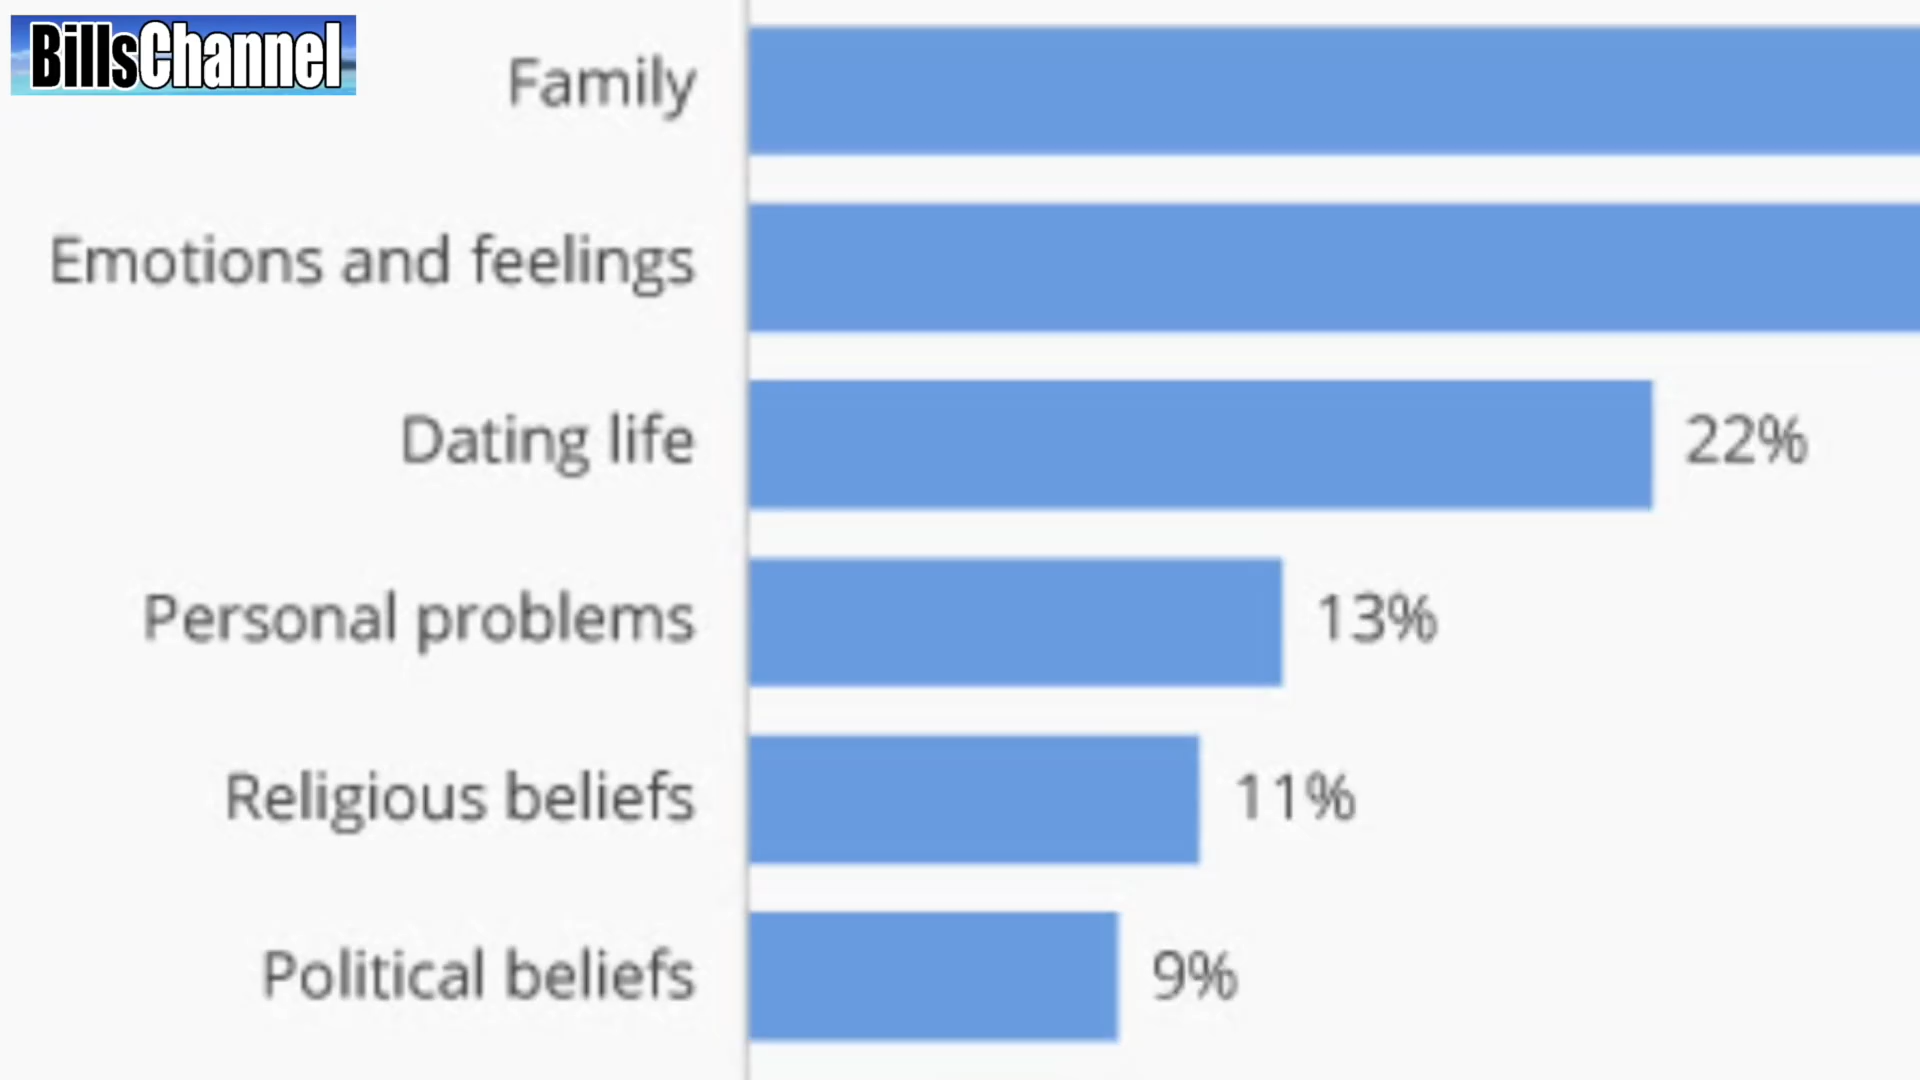 BillsChannel
Family
Emotions and feelings
Dating life 22%
Personal problems 13%
Religious beliefs 11%
Political beliefs 9%